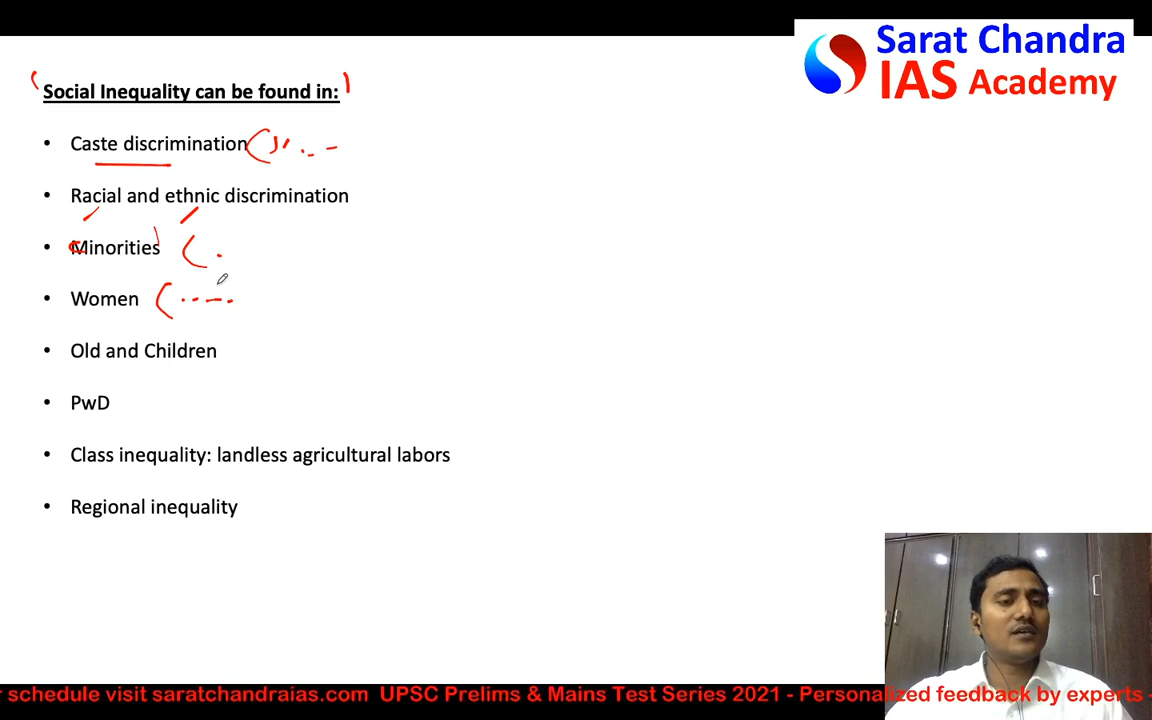 Sarat Chandra
IAS Academy
Social Inequality can be found in:
• Caste discrimination
• Racial and ethnic discrimination
• Minorities
• Women
• Old and Children
• PwD
• Class inequality: landless agricultural labors
• Regional inequality
schedule visit saratchandraias.com UPSC Prelims & Mains Test Series 2021 - Personalized feedback by experts -